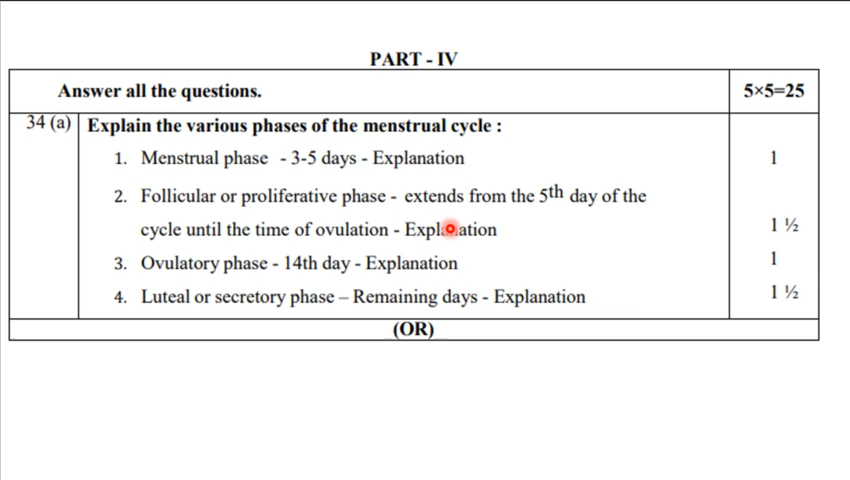 PART - IV
Answer all the questions. 5×5=25
34 (a) Explain the various phases of the menstrual cycle :
1. Menstrual phase - 3-5 days - Explanation 1
2. Follicular or proliferative phase - extends from the 5th day of the
cycle until the time of ovulation - Explanation 1 ½
3. Ovulatory phase - 14th day - Explanation 1
4. Luteal or secretory phase – Remaining days - Explanation 1 ½
(OR)